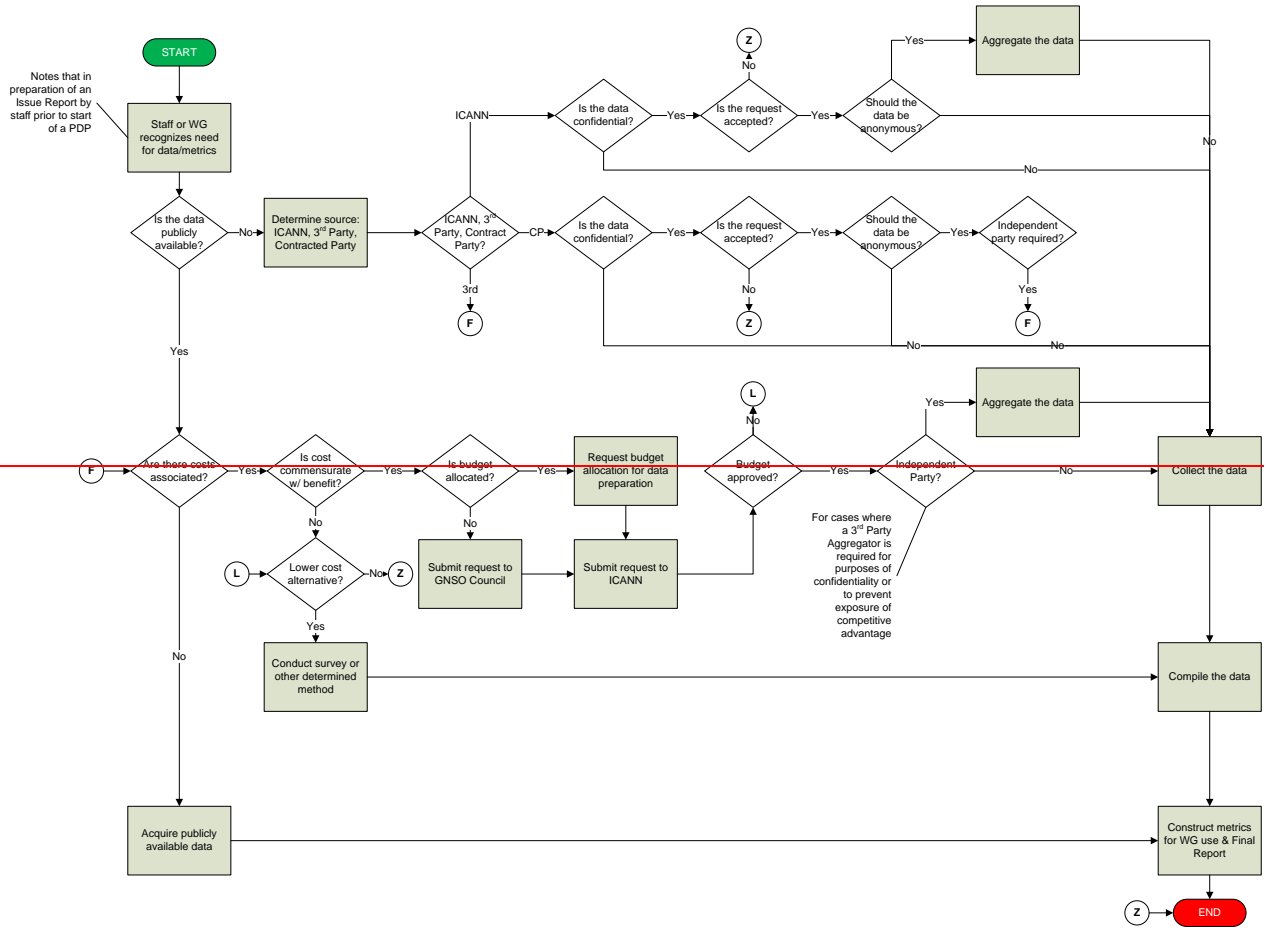 START
Notes that in
preparation of an
Issue Report by
staff prior to start
of a PDP
Staff or WG
recognizes need
for data/metrics
Is the data
publicly
available?
No
Determine source:
ICANN, 3rd Party,
Contracted Party
ICANN, 3rd
Party, Contract
Party?
ICANN
Is the data
confidential?
Yes
Is the request
accepted?
No
Z
Yes
Should the
data be
anonymous?
Yes
Aggregate the data
No
No
CP
Is the data
confidential?
Yes
Is the request
accepted?
Yes
Should the
data be
anonymous?
Yes
Independent
party required?
3rd
F
No
Z
Yes
F
No
No
Yes
F
Are there costs
associated?
Yes
Is cost
commensurate
w/ benefit?
Yes
Is budget
allocated?
Yes
Request budget
allocation for data
preparation
L
No
Budget
approved?
Yes
Independent
Party?
Yes
Aggregate the data
No
Collect the data
No
L
Lower cost
alternative?
No
Z
No
Submit request to
GNSO Council
Submit request to
ICANN
For cases where
a 3rd Party
Aggregator is
required for
purposes of
confidentiality or
to prevent
exposure of
competitive
advantage
Yes
Conduct survey or
other determined
method
Compile the data
No
Acquire publicly
available data
Construct metrics
for WG use & Final
Report
Z
END